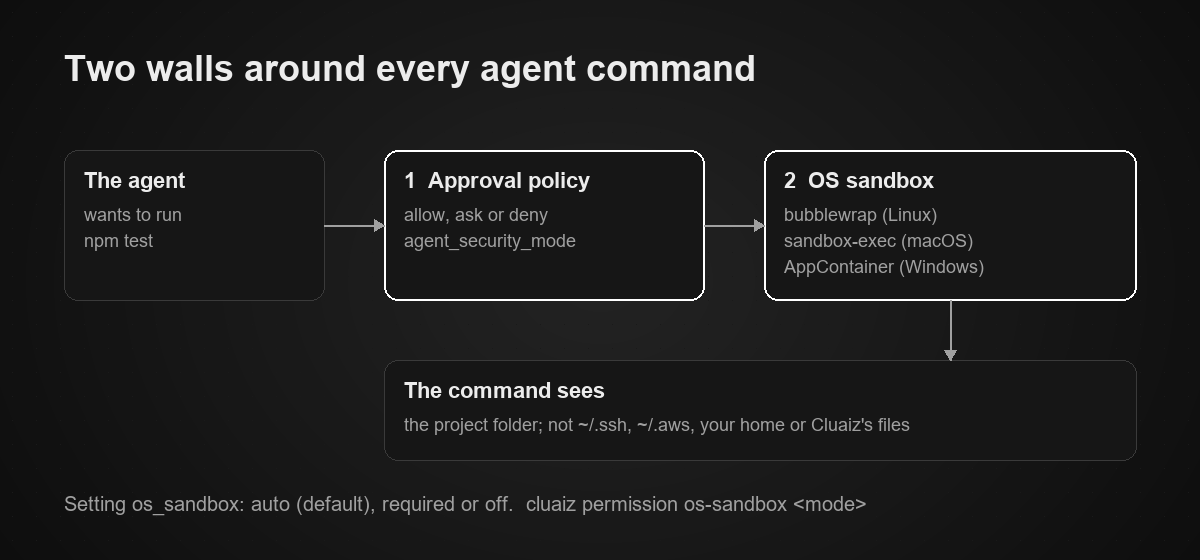 Two walls around every agent command
The agent
wants to run
npm test
1 Approval policy
allow, ask or deny
agent_security_mode
2 OS sandbox
bubblewrap (Linux)
sandbox-exec (macOS)
AppContainer (Windows)
The command sees
the project folder; not ~/.ssh, ~/.aws, your home or Cluaiz's files
Setting os_sandbox: auto (default), required or off. cluaiz permission os-sandbox <mode>